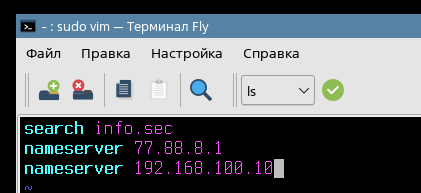 - : sudo vim — Терминал Fly
Файл Правка Настройка Справка
ls
search info.sec
nameserver 77.88.8.1
nameserver 192.168.100.10
~